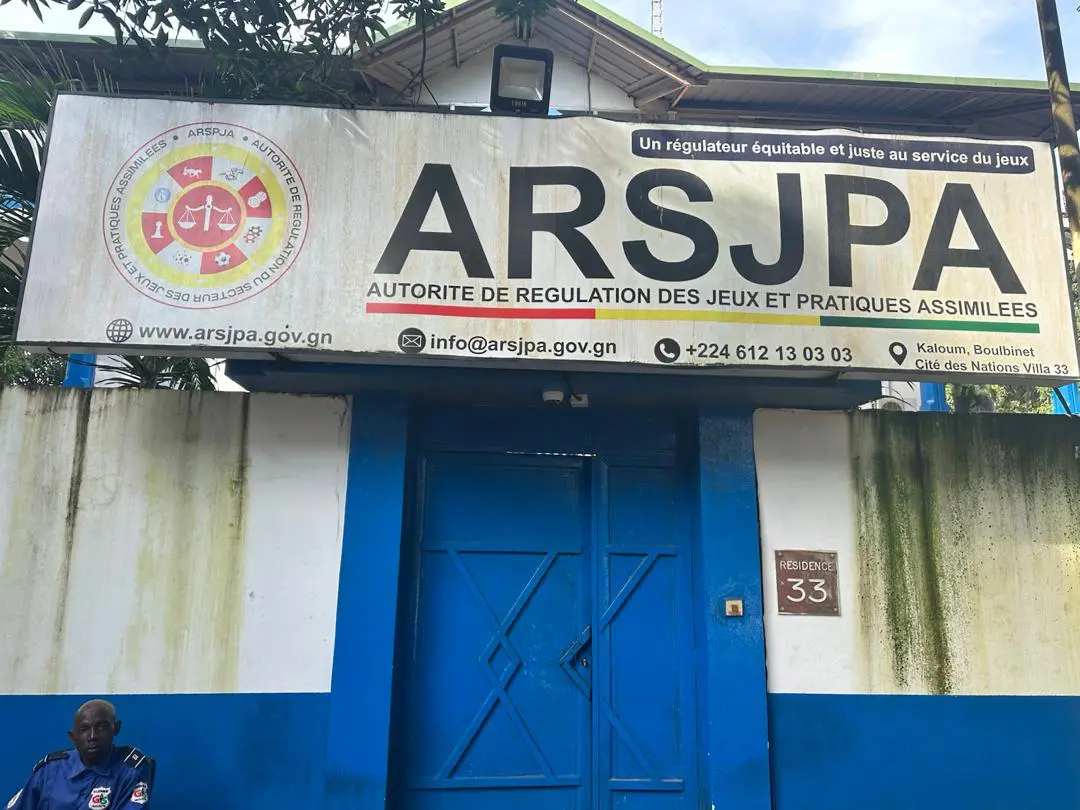 ARSPJA • AUTORITE DE REGULATION DU SECTEUR DES JEUX ET PRATIQUES ASSIMILEES •
Un régulateur équitable et juste au service du jeux
ARSJPA
AUTORITE DE REGULATION DES JEUX ET PRATIQUES ASSIMILEES
www.arsjpa.gov.gn
info@arsjpa.gov.gn
+224 612 13 03 03
Kaloum, Boulbinet
Cité des Nations Villa 33
RESIDENCE
33